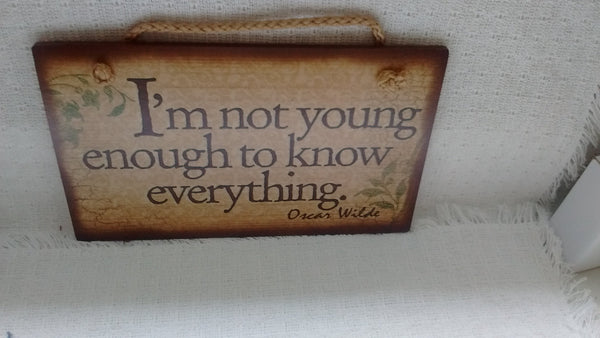 I'm not young
enough to know
everything.
Oscar Wilde